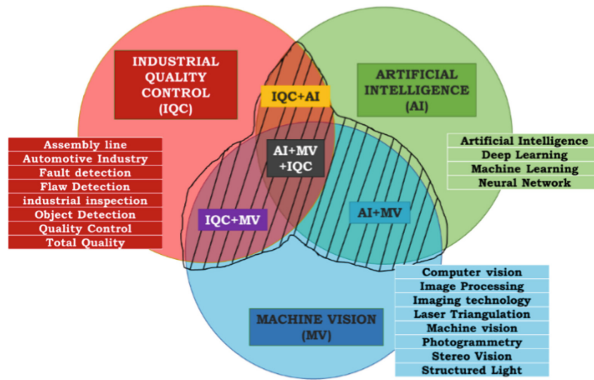 INDUSTRIAL
QUALITY
CONTROL
(IQC)
ARTIFICIAL
INTELLIGENCE
(AI)
IQC+AI
AI+MV
+IQC
IQC+MV
AI+MV
MACHINE VISION
(MV)
Assembly line
Automotive Industry
Fault detection
Flaw Detection
industrial inspection
Object Detection
Quality Control
Total Quality
Artificial Intelligence
Deep Learning
Machine Learning
Neural Network
Computer vision
Image Processing
Imaging technology
Laser Triangulation
Machine vision
Photogrammetry
Stereo Vision
Structured Light